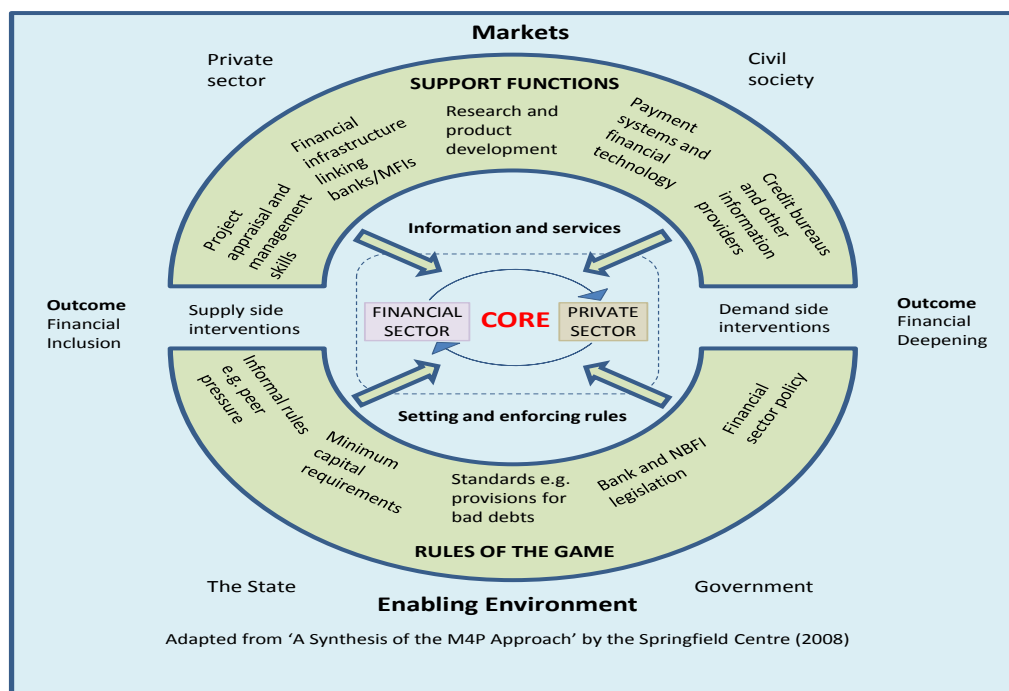 Markets
Private
sector
Civil
society
SUPPORT FUNCTIONS
Project
appraisal and
management
skills
Financial
infrastructure
linking
banks/MFIs
Research and
product
development
Payment
systems and
financial
technology
Credit bureaus
and other
information
providers
Information and services
Outcome
Financial
Inclusion
Supply side
interventions
FINANCIAL
SECTOR
CORE
PRIVATE
SECTOR
Demand side
interventions
Outcome
Financial
Deepening
Setting and enforcing rules
Informal rules
e.g. peer
pressure
Minimum
capital
requirements
Standards e.g.
provisions for
bad debts
Bank and NBFI
legislation
Financial
sector policy
RULES OF THE GAME
The State
Government
Enabling Environment
Adapted from ‘A Synthesis of the M4P Approach’ by the Springfield Centre (2008)